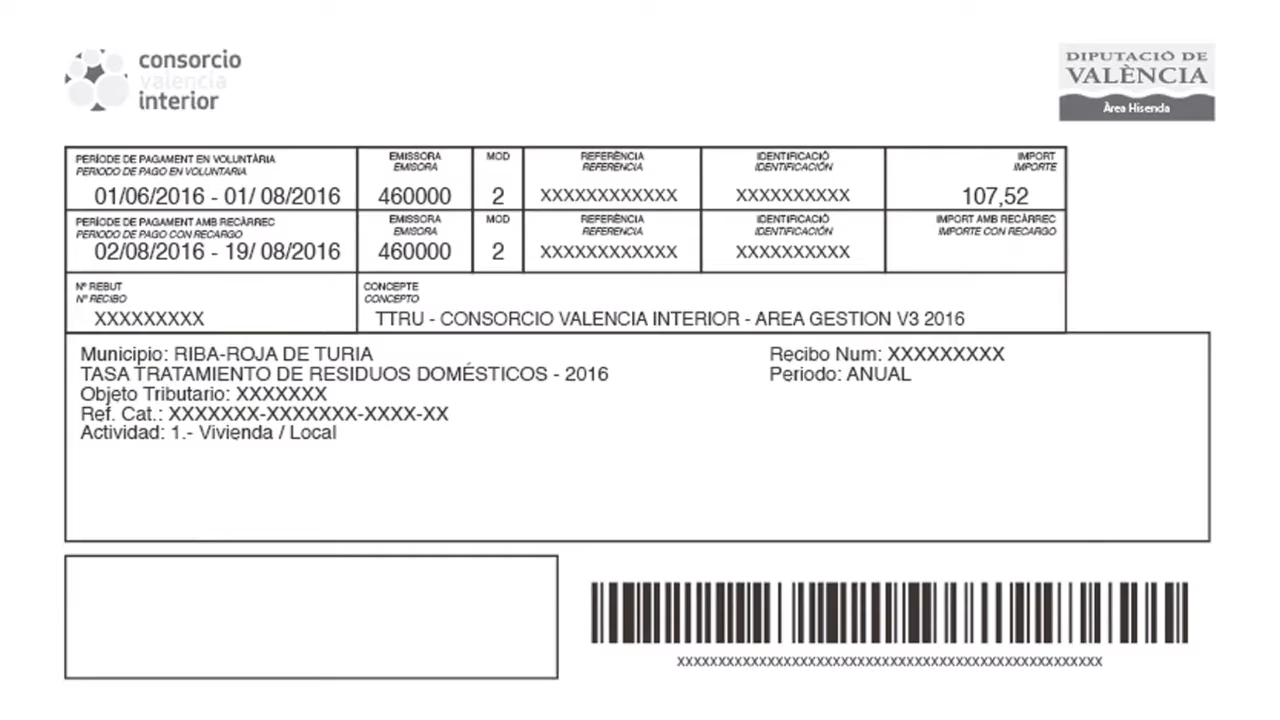 consorcio
valencia
interior
DIPUTACIÓ DE
VALÈNCIA
Àrea Hisenda
PERÍODE DE PAGAMENT EN VOLUNTÀRIA
PERIODO DE PAGO EN VOLUNTARIA
01/06/2016 - 01/ 08/2016
EMISSORA
EMISORA
460000
MOD
2
REFERÈNCIA
REFERENCIA
XXXXXXXXXXXX
IDENTIFICACIÓ
IDENTIFICACIÓN
XXXXXXXXXX
IMPORT
IMPORTE
107,52
PERÍODE DE PAGAMENT AMB RECÀRREC
PERIODO DE PAGO CON RECARGO
02/08/2016 - 19/ 08/2016
EMISSORA
EMISORA
460000
MOD
2
REFERÈNCIA
REFERENCIA
XXXXXXXXXXXX
IDENTIFICACIÓ
IDENTIFICACIÓN
XXXXXXXXXX
IMPORT AMB RECÀRREC
IMPORTE CON RECARGO
Nº REBUT
Nº RECIBO
XXXXXXXXX
CONCEPTE
CONCEPTO
TTRU - CONSORCIO VALENCIA INTERIOR - AREA GESTION V3 2016
Municipio: RIBA-ROJA DE TURIA
TASA TRATAMIENTO DE RESIDUOS DOMÉSTICOS - 2016
Objeto Tributario: XXXXXXX
Ref. Cat.: XXXXXXX-XXXXXXX-XXXX-XX
Actividad: 1.- Vivienda / Local
Recibo Num: XXXXXXXXX
Periodo: ANUAL
XXXXXXXXXXXXXXXXXXXXXXXXXXXXXXXXXXXXXXXXXXXXXXXXXXXX